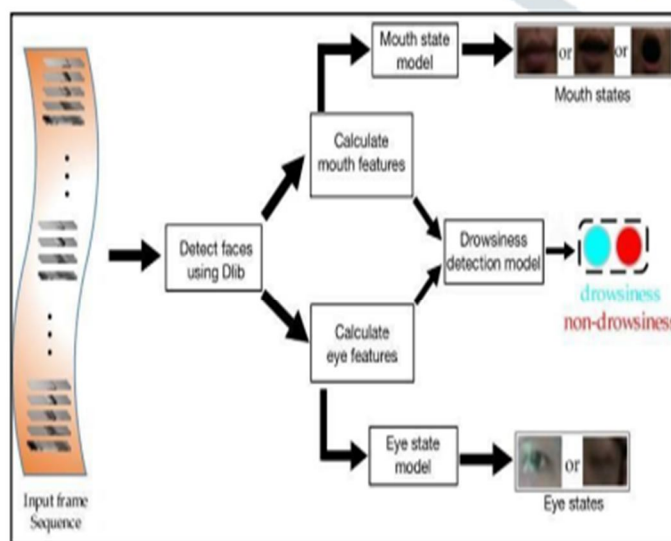 Mouth state
model
or
or
Mouth states
Calculate
mouth features
Detect faces
using Dlib
Drowsiness
detection model
drowsiness
non-drowsiness
Calculate
eye features
Eye state
model
or
Eye states
Input frame
Sequence